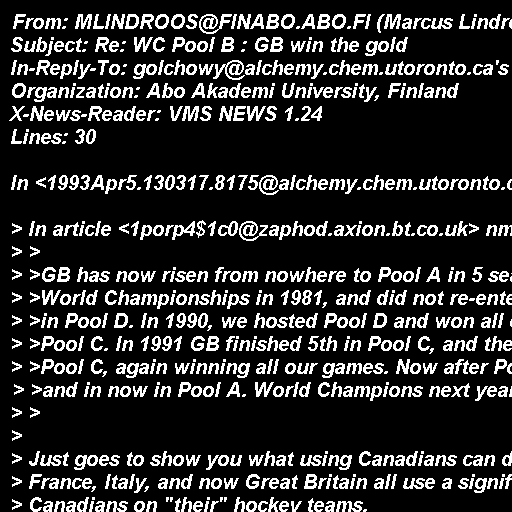 From: MLINDROOS@FINABO.ABO.FI (Marcus Lindro
Subject: Re: WC Pool B : GB win the gold
In-Reply-To: golchowy@alchemy.chem.utoronto.ca's
Organization: Abo Akademi University, Finland
X-News-Reader: VMS NEWS 1.24
Lines: 30
In <1993Apr5.130317.8175@alchemy.chem.utoronto.c
> In article <1porp4$1c0@zaphod.axion.bt.co.uk> nm
> >
> >GB has now risen from nowhere to Pool A in 5 sea
> >World Championships in 1981, and did not re-ente
> >in Pool D. In 1990, we hosted Pool D and won all o
> >Pool C. In 1991 GB finished 5th in Pool C, and the
> >Pool C, again winning all our games. Now after Po
> >and in now in Pool A. World Champions next year
> >
>
> Just goes to show you what using Canadians can d
> France, Italy, and now Great Britain all use a signif
> Canadians on "their" hockey teams.